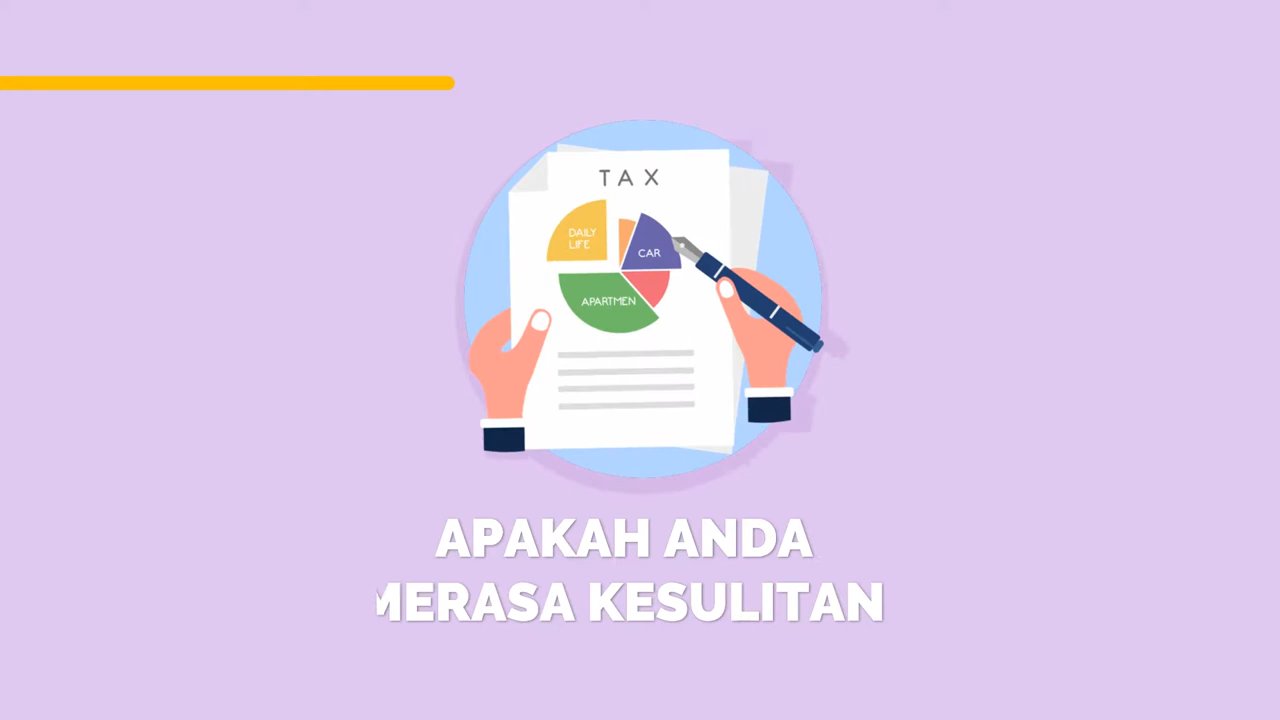 TAX
DAILY
LIFE
CAR
APARTMEN
APAKAH ANDA
MERASA KESULITAN